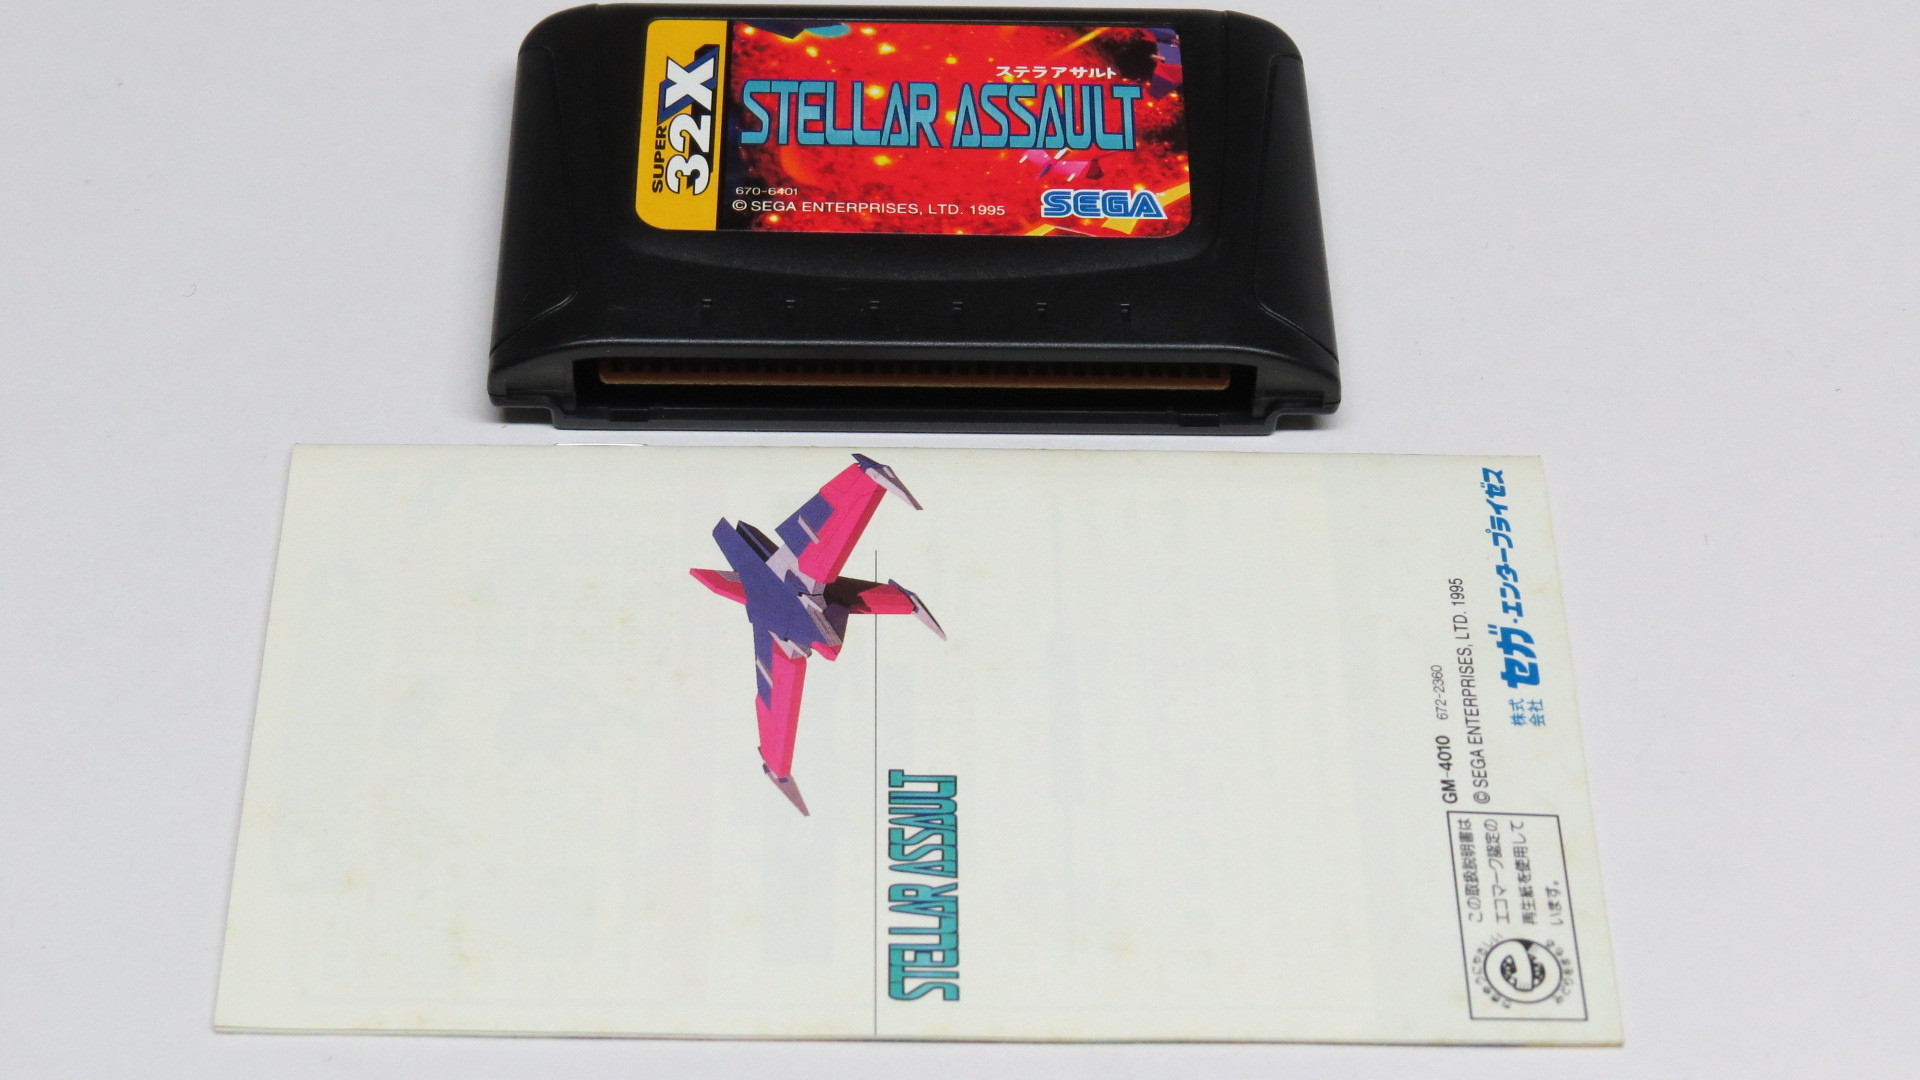 SUPER
32X
ステラアサルト
STELLAR ASSAULT
670-6401
© SEGA ENTERPRISES, LTD. 1995
SEGA
STELLAR ASSAULT
この取扱説明書は
エコマーク認定の
再生紙を使用して
います。
GM-4010 672-2360
© SEGA ENTERPRISES, LTD. 1995
株式会社 セガ・エンタープライゼス